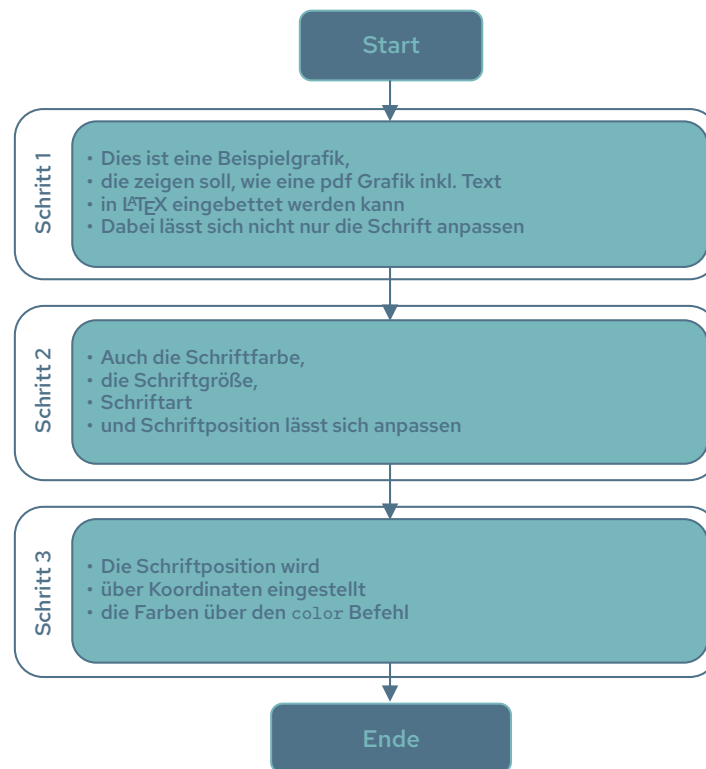 Start
Schritt 1
• Dies ist eine Beispielgrafik,
• die zeigen soll, wie eine pdf Grafik inkl. Text
• in LATEX eingebettet werden kann
• Dabei lässt sich nicht nur die Schrift anpassen
Schritt 2
• Auch die Schriftfarbe,
• die Schriftgröße,
• Schriftart
• und Schriftposition lässt sich anpassen
Schritt 3
• Die Schriftposition wird
• über Koordinaten eingestellt
• die Farben über den color Befehl
Ende